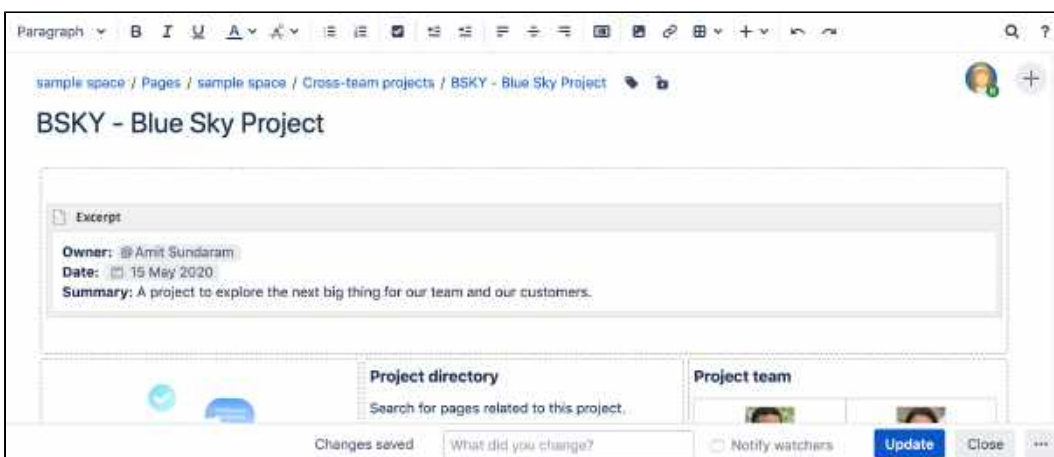 Paragraph B I U A
?
sample space / Pages / sample space / Cross-team projects / BSKY - Blue Sky Project
BSKY - Blue Sky Project
Excerpt
Owner: @ Amit Sundaram
Date: 15 May 2020
Summary: A project to explore the next big thing for our team and our customers.
Project directory
Project team
Search for pages related to this project.
Changes saved What did you change? Notify watchers Update Close ...